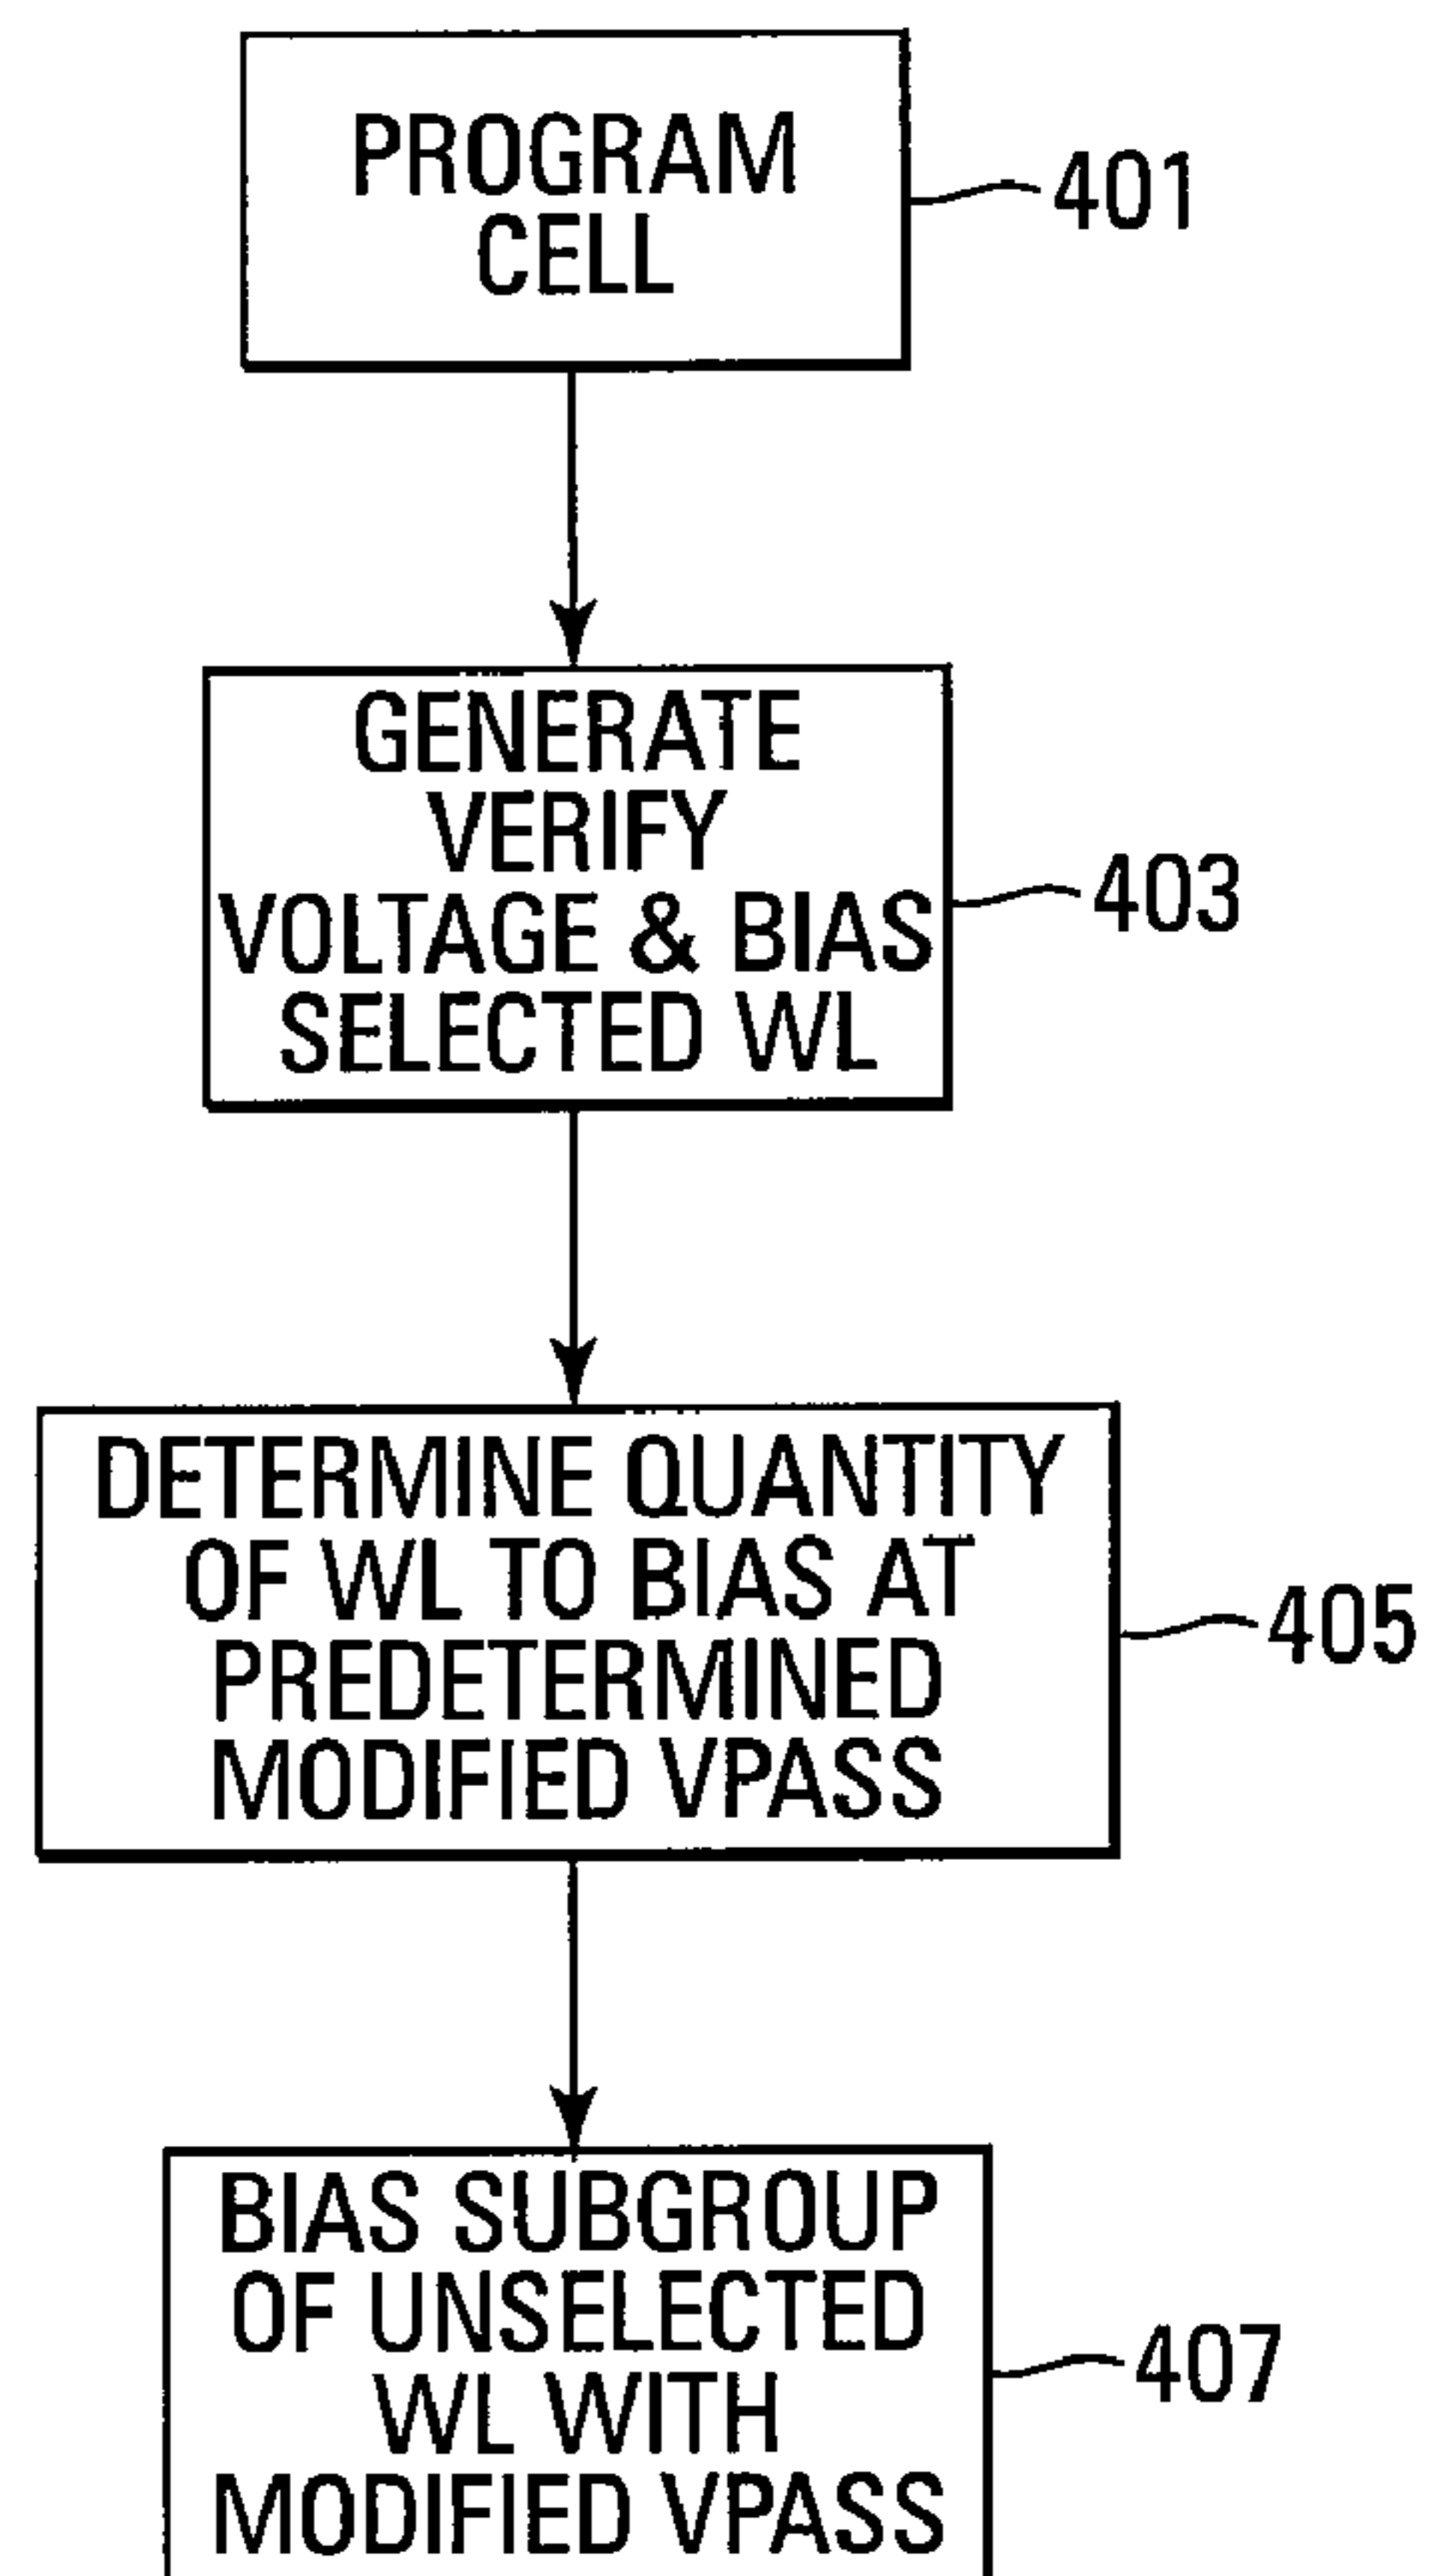 PROGRAM
CELL
401
GENERATE
VERIFY
VOLTAGE & BIAS
SELECTED WL
403
DETERMINE QUANTITY
OF WL TO BIAS AT
PREDETERMINED
MODIFIED VPASS
405
BIAS SUBGROUP
OF UNSELECTED
WL WITH
MODIFIED VPASS
407